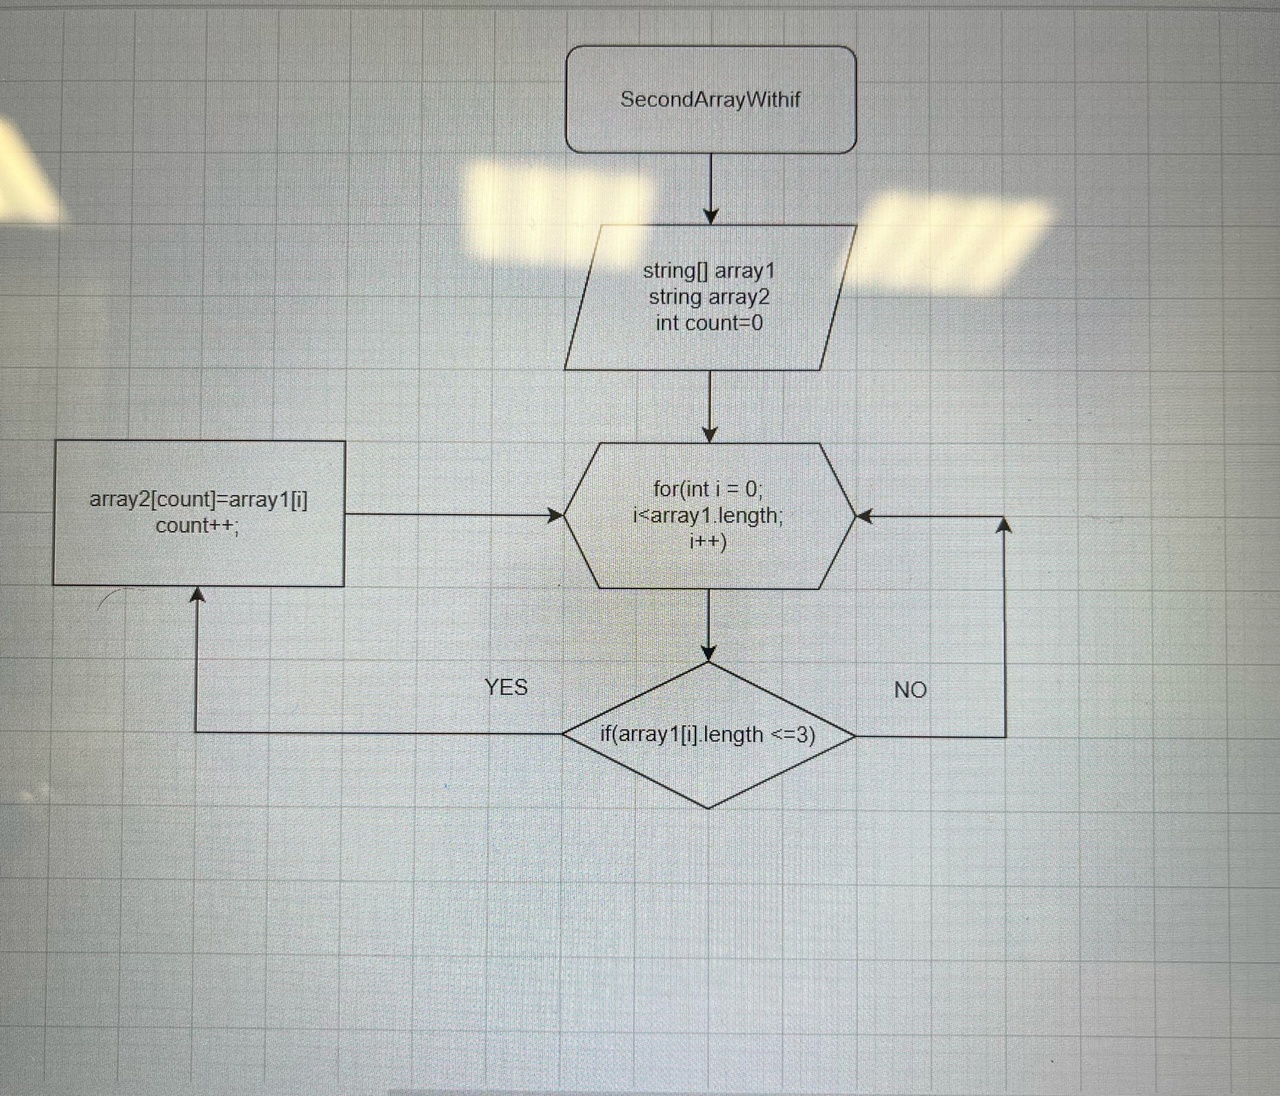 SecondArrayWithif
string[] array1
string array2
int count=0
for(int i = 0;
i<array1.length;
i++)
array2[count]=array1[i]
count++;
YES
NO
if(array1[i].length <=3)